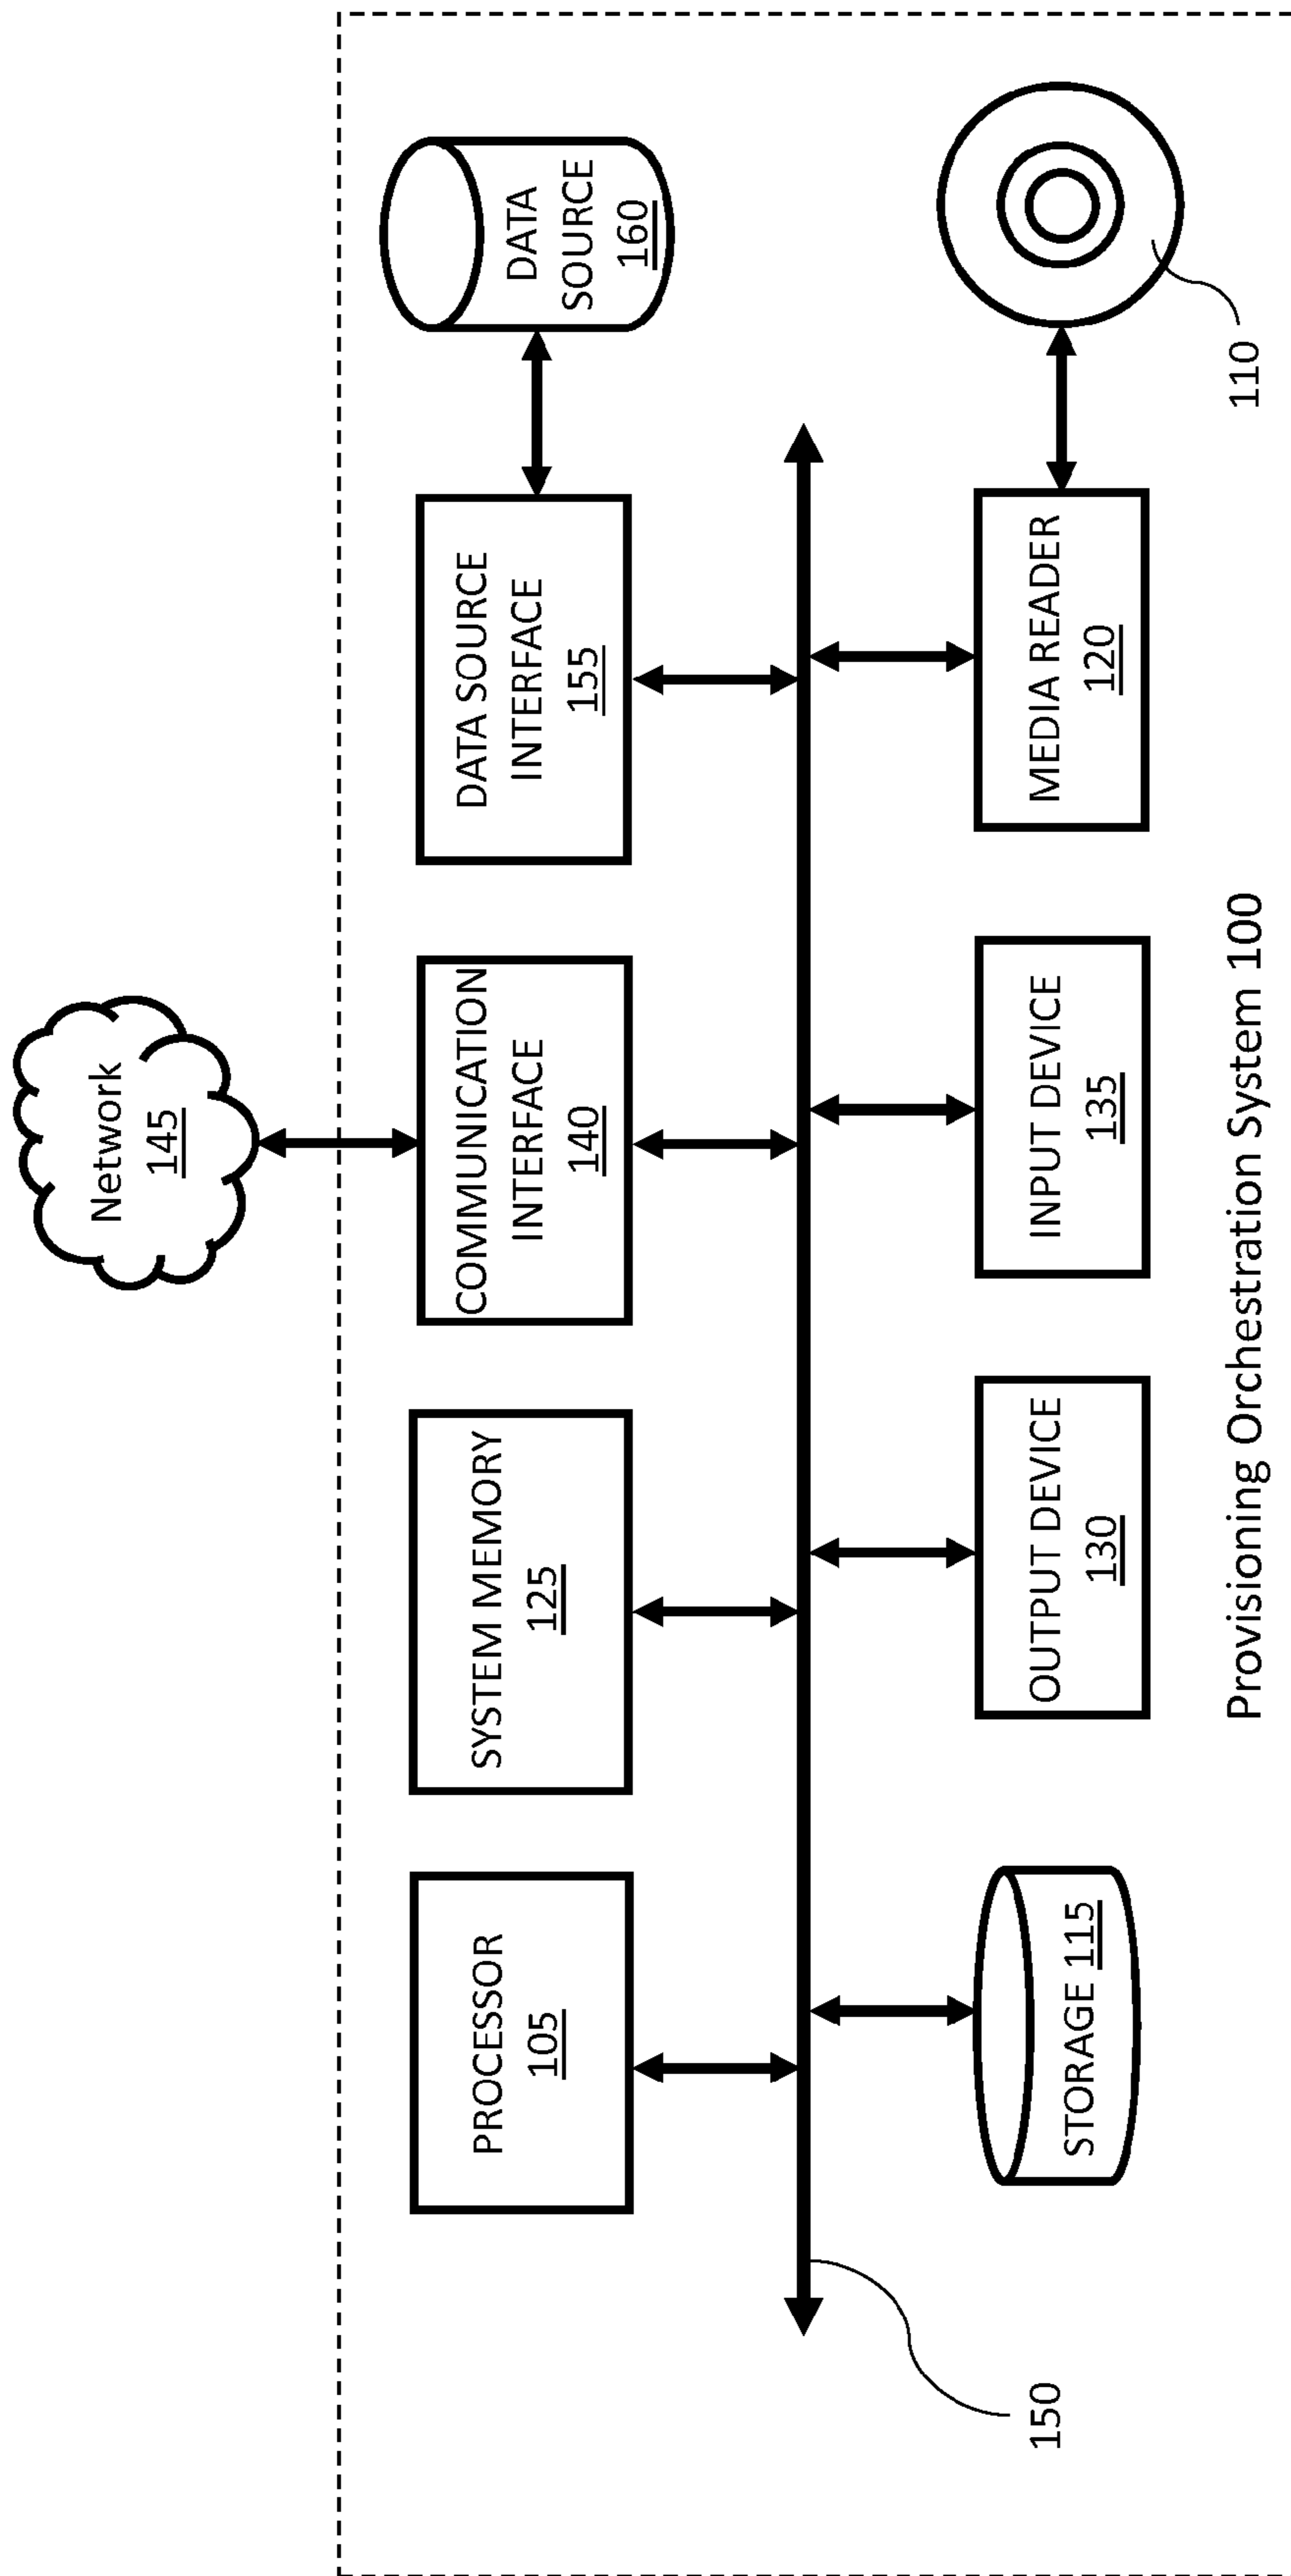 Network
145
PROCESSOR
105
SYSTEM MEMORY
125
COMMUNICATION
INTERFACE
140
DATA SOURCE
INTERFACE
155
DATA
SOURCE
160
150
STORAGE 115
OUTPUT DEVICE
130
INPUT DEVICE
135
MEDIA READER
120
110
Provisioning Orchestration System 100